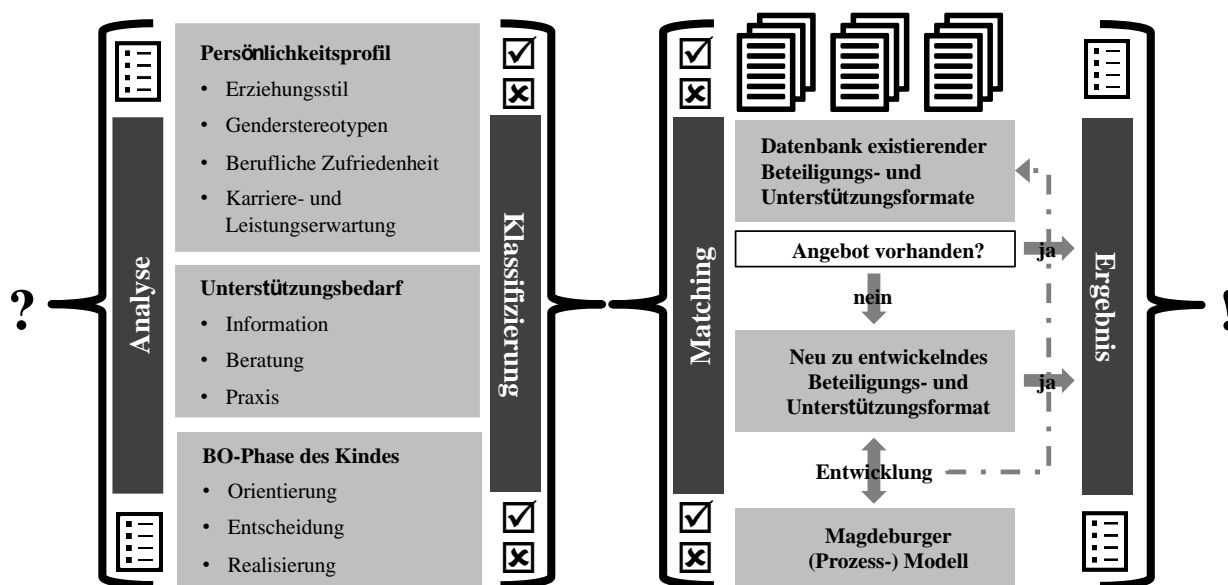 ?
Analyse
Persönlichkeitsprofil
• Erziehungsstil
• Genderstereotypen
• Berufliche Zufriedenheit
• Karriere- und
Leistungserwartung
Unterstützungsbedarf
• Information
• Beratung
• Praxis
BO-Phase des Kindes
• Orientierung
• Entscheidung
• Realisierung
Klassifizierung
Matching
Datenbank existierender
Beteiligungs- und
Unterstützungsformate
Angebot vorhanden?
ja
nein
Neu zu entwickelndes
Beteiligungs- und
Unterstützungsformat
ja
Entwicklung
Magdeburger
(Prozess-) Modell
Ergebnis
!